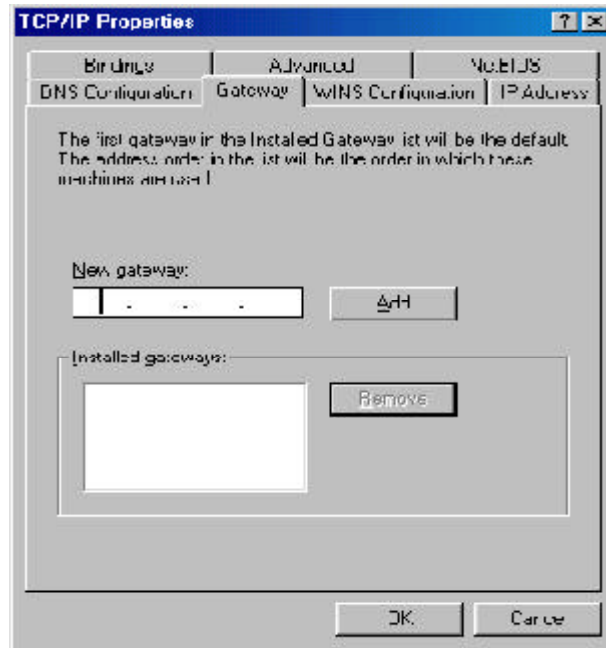 TCP/IP Properties
Bindings Advanced NetBIOS
DNS Configuration Gateway WINS Configuration IP Address
The first gateway in the Installed Gateway list will be the default.
The address order in the list will be the order in which these
machines are used.
New gateway:
. . .
Add
Installed gateways:
Remove
OK Cancel